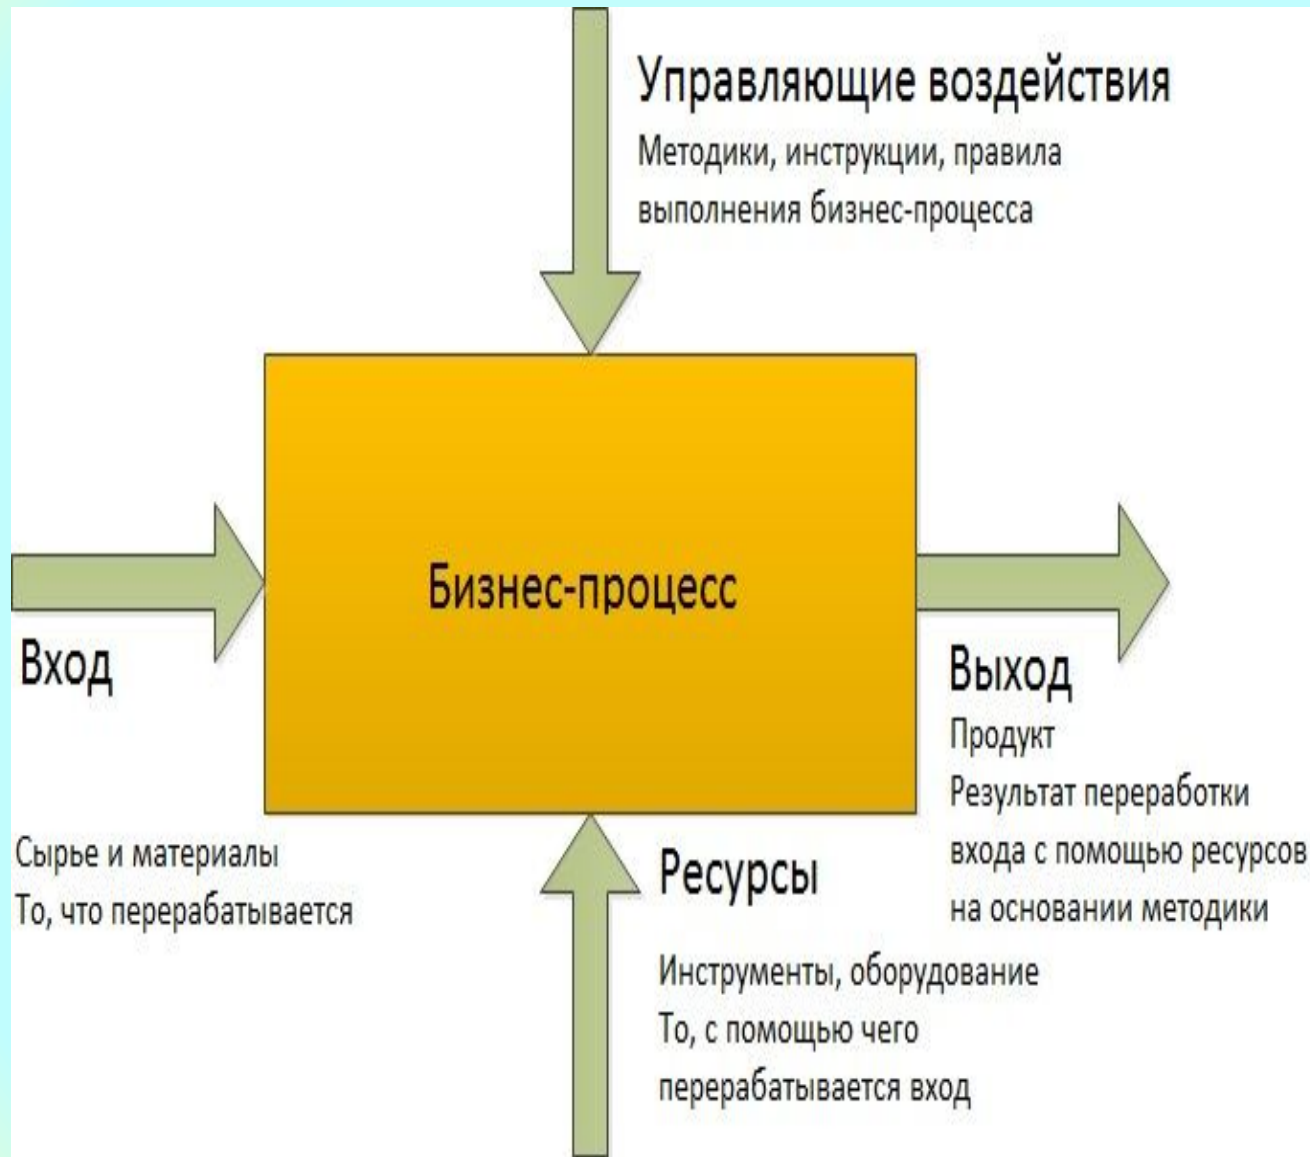 Управляющие воздействия
Методики, инструкции, правила
выполнения бизнес-процесса
Бизнес-процесс
Вход
Сырье и материалы
То, что перерабатывается
Выход
Продукт
Результат переработки
входа с помощью ресурсов
на основании методики
Ресурсы
Инструменты, оборудование
То, с помощью чего
перерабатывается вход